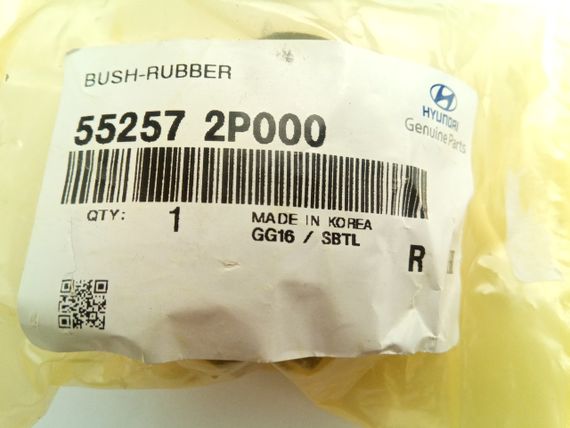 BUSH-RUBBER
HYUNDAI
Genuine Parts
55257 2P000
QTY: 1
MADE IN KOREA
GG16 / SBTL
R